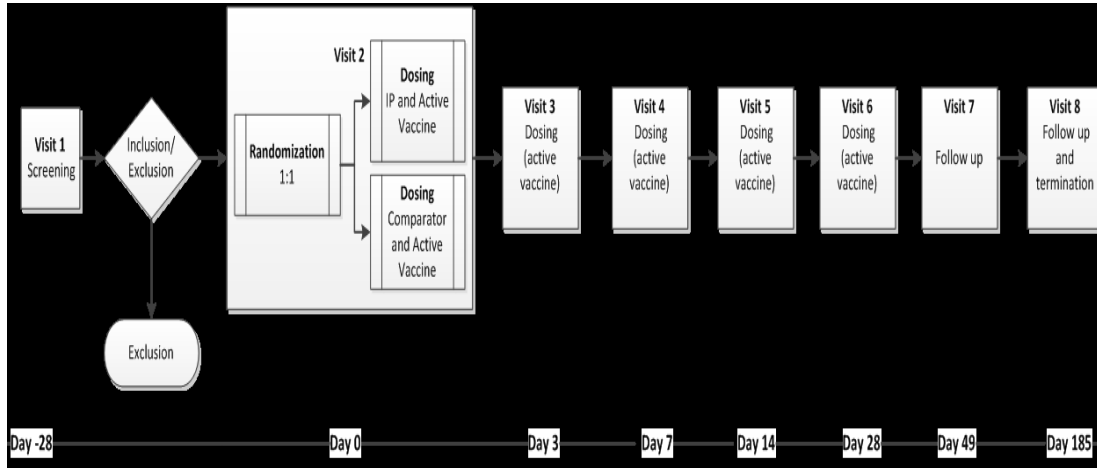 Visit 1
Screening
Inclusion/
Exclusion
Exclusion
Visit 2
Randomization
1:1
Dosing
IP and Active
Vaccine
Dosing
Comparator
and Active
Vaccine
Visit 3
Dosing
(active
vaccine)
Visit 4
Dosing
(active
vaccine)
Visit 5
Dosing
(active
vaccine)
Visit 6
Dosing
(active
vaccine)
Visit 7
Follow up
Visit 8
Follow up
and
termination
Day -28
Day 0
Day 3
Day 7
Day 14
Day 28
Day 49
Day 185